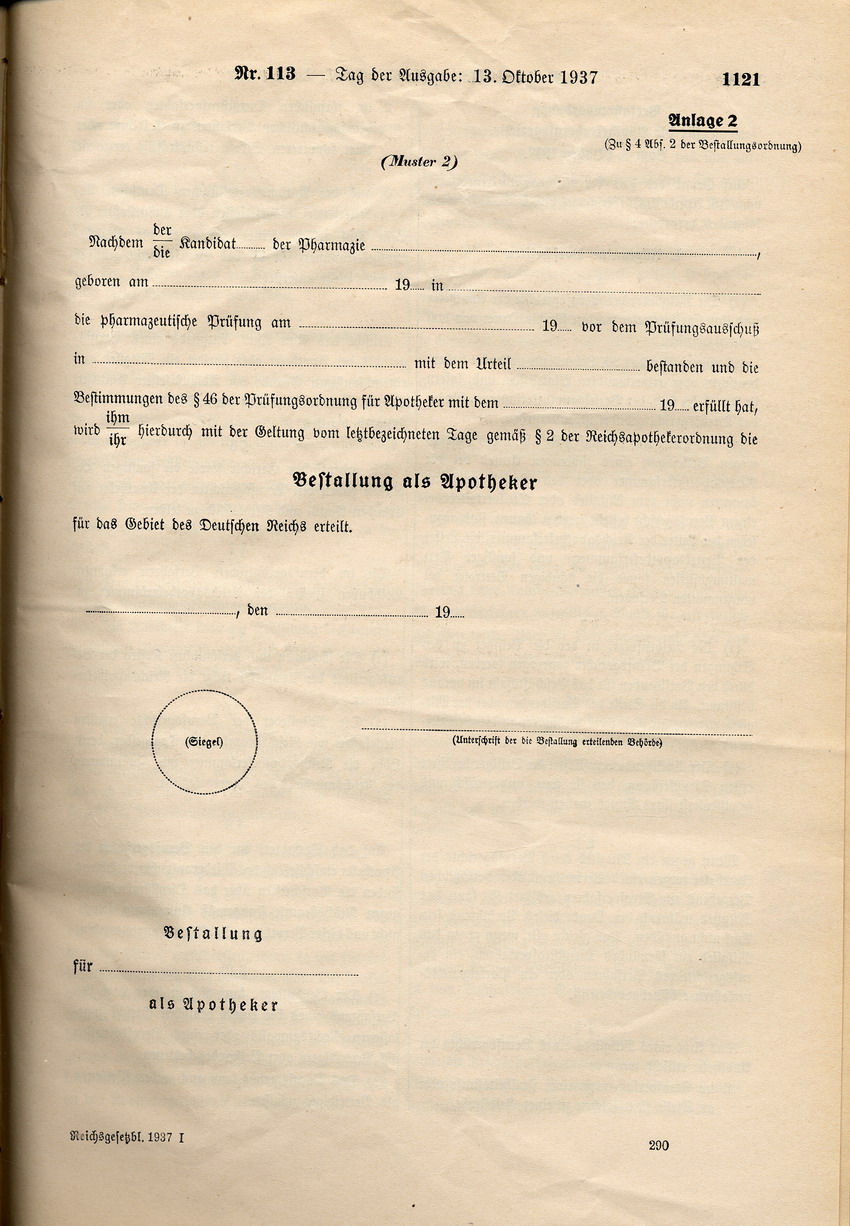 Nr. 113 — Tag der Ausgabe: 13. Oktober 1937 1121
Anlage 2
(Zu § 4 Abs. 2 der Bestallungsordnung)
(Muster 2)
Nachdem der/die Kandidat......... der Pharmazie ....................,
geboren am .................... 19.... in ....................
die pharmazeutische Prüfung am .................... 19.... vor dem Prüfungsausschuß
in .................... mit dem Urteil .................... bestanden und die
Bestimmungen des § 46 der Prüfungsordnung für Apotheker mit dem .................... 19.... erfüllt hat,
wird ihm/ihr hierdurch mit der Geltung vom letztbezeichneten Tage gemäß § 2 der Reichsapothekerordnung die
Bestallung als Apotheker
für das Gebiet des Deutschen Reichs erteilt.
...................., den .................... 19....
(Siegel)
(Unterschrift der die Bestallung erteilenden Behörde)
Bestallung
für ....................
als Apotheker
Reichsgesetzbl. 1937 I 290